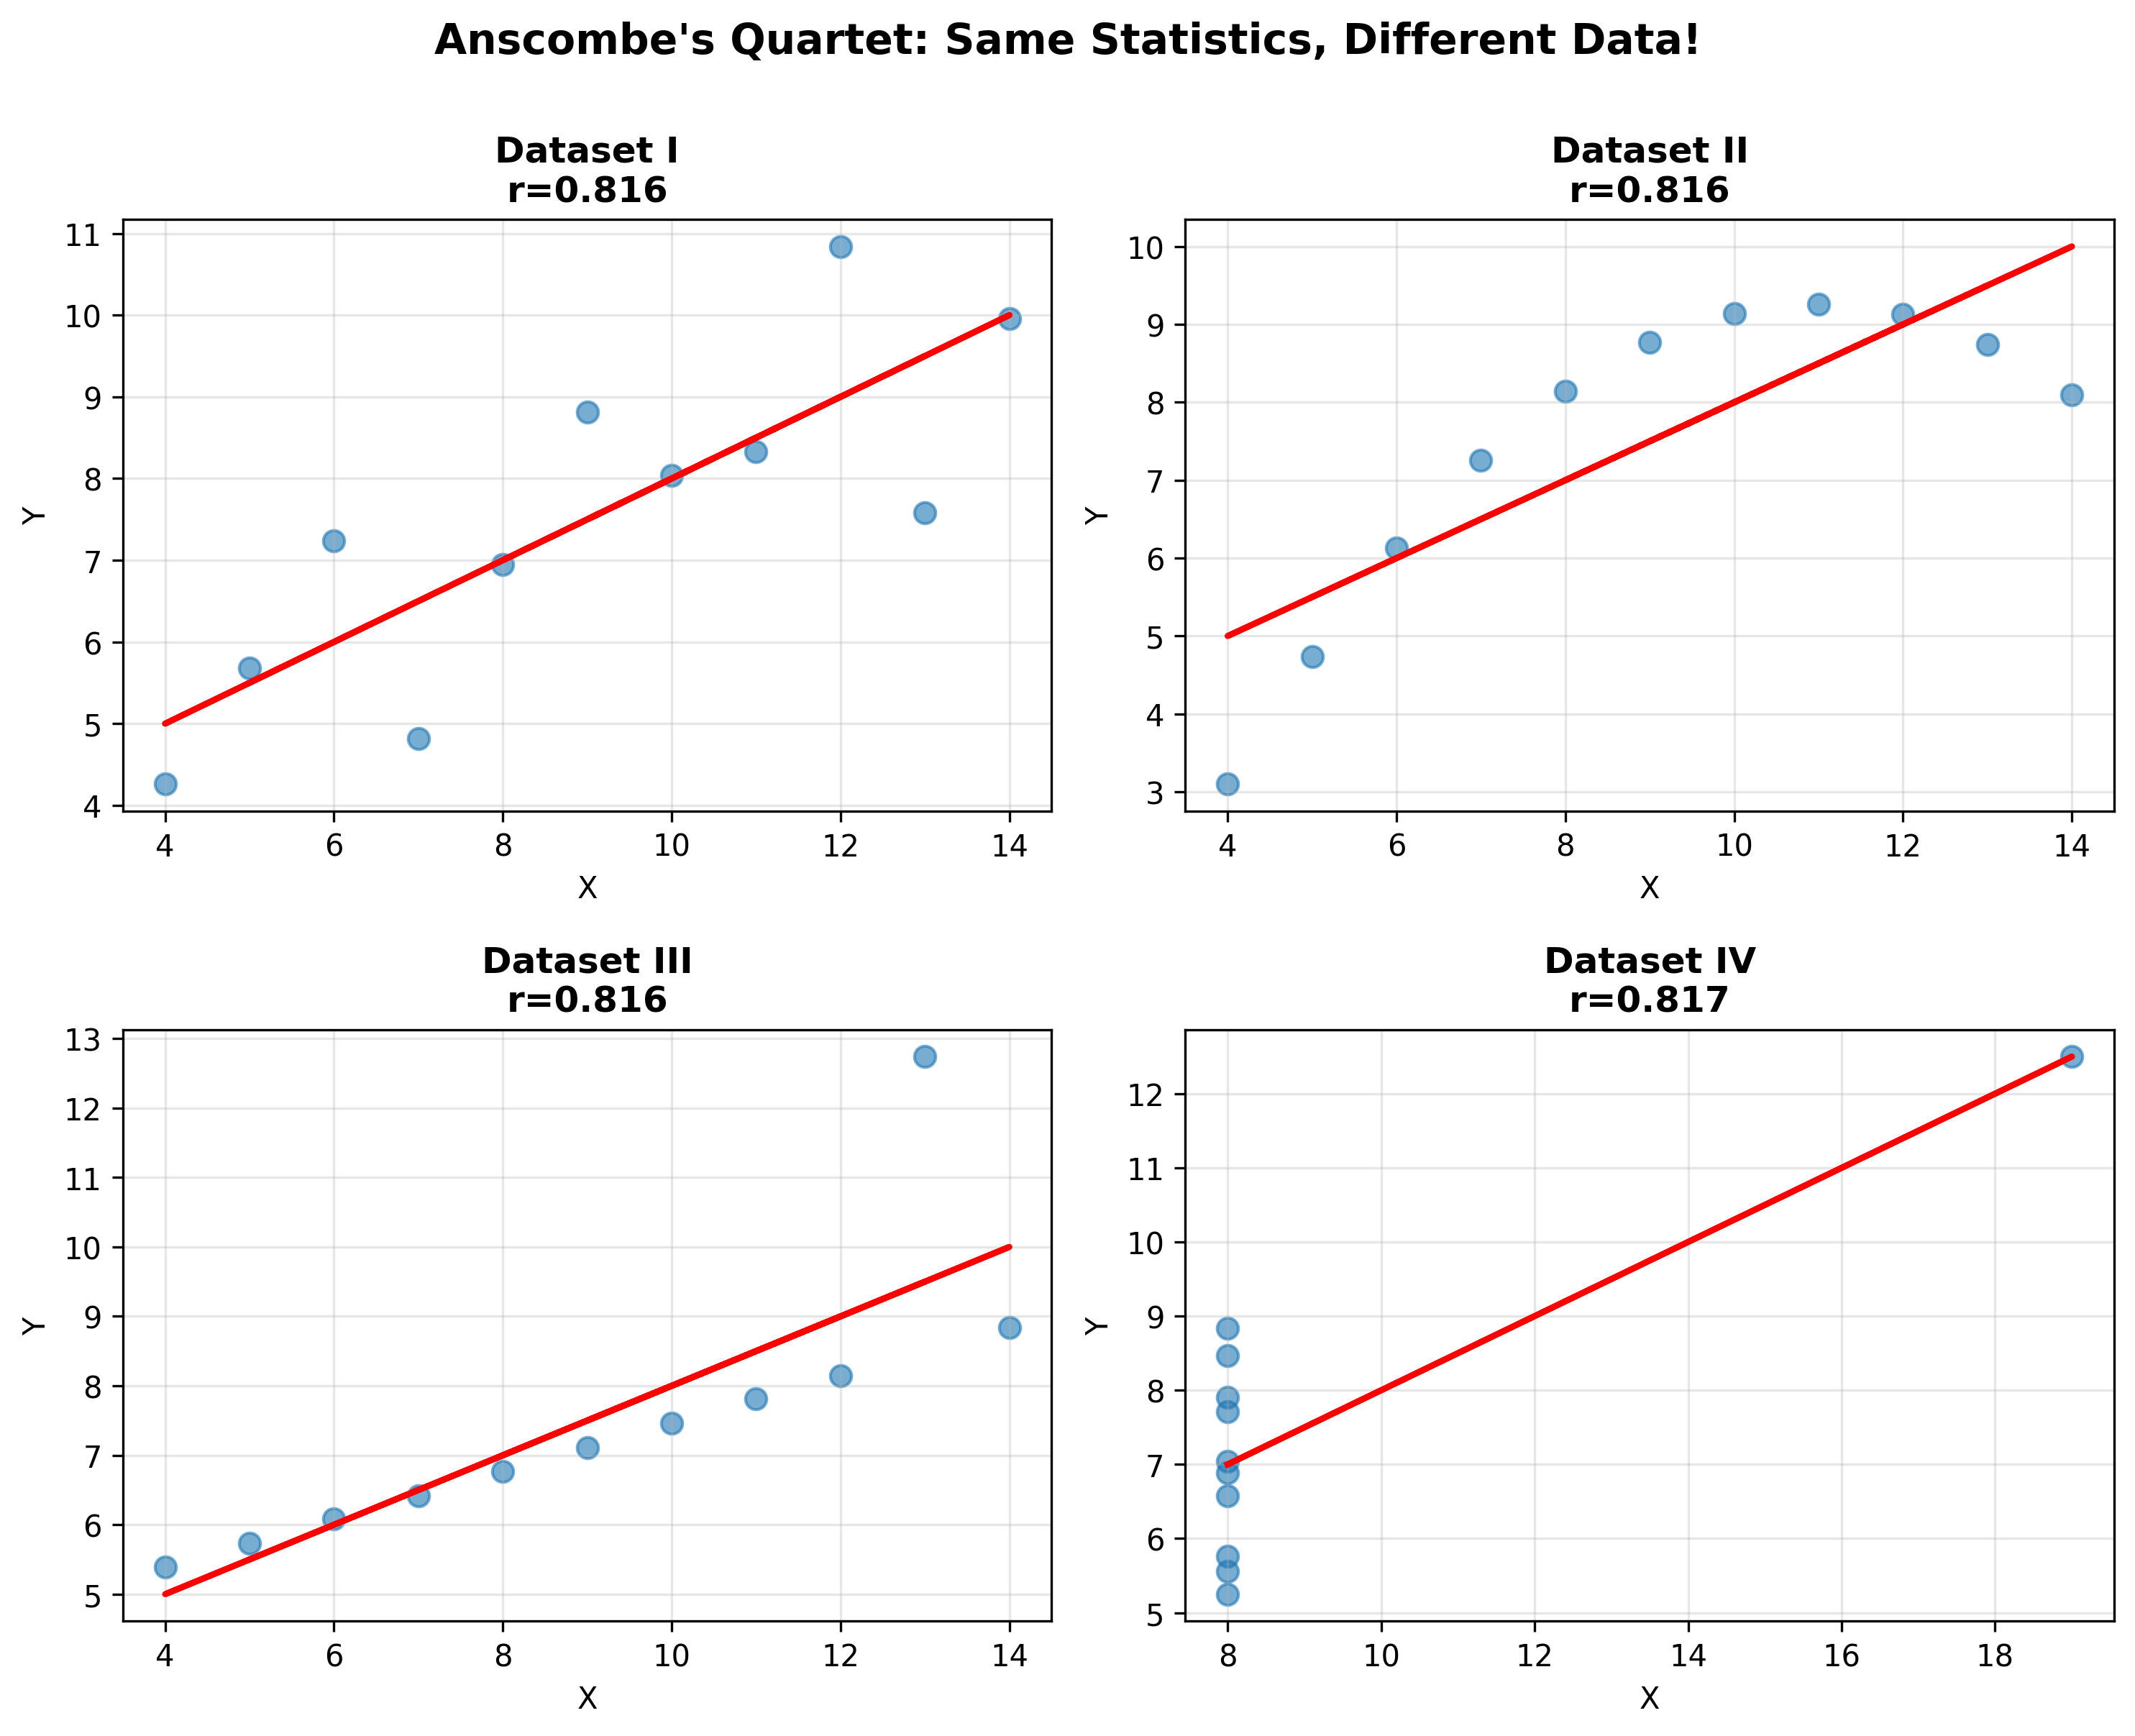 Anscombe's Quartet: Same Statistics, Different Data!
Dataset I
r=0.816
11
10
9
8
7
6
5
4
Y
4 6 8 10 12 14
X
Dataset II
r=0.816
10
9
8
7
6
5
4
3
Y
4 6 8 10 12 14
X
Dataset III
r=0.816
13
12
11
10
9
8
7
6
5
Y
4 6 8 10 12 14
X
Dataset IV
r=0.817
12
11
10
9
8
7
6
5
Y
8 10 12 14 16 18
X